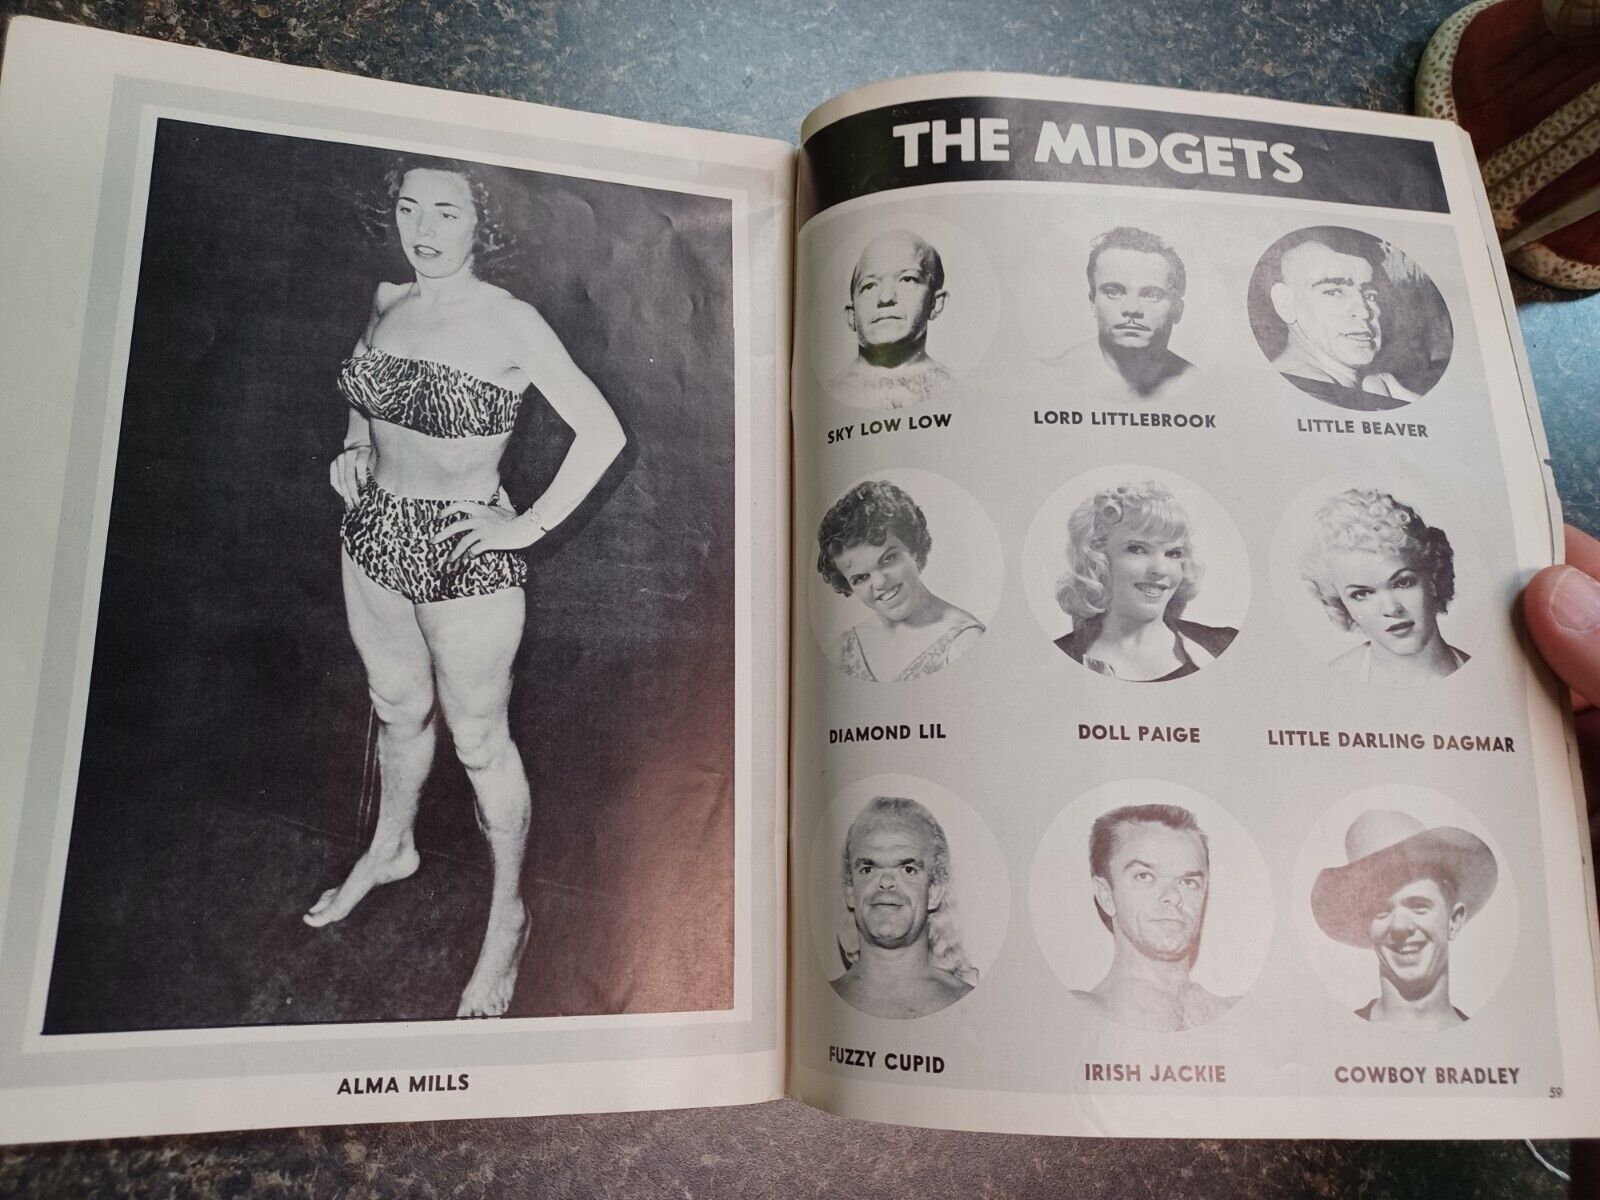 ALMA MILLS
THE MIDGETS
SKY LOW LOW
LORD LITTLEBROOK
LITTLE BEAVER
DIAMOND LIL
DOLL PAIGE
LITTLE DARLING DAGMAR
FUZZY CUPID
IRISH JACKIE
COWBOY BRADLEY
59